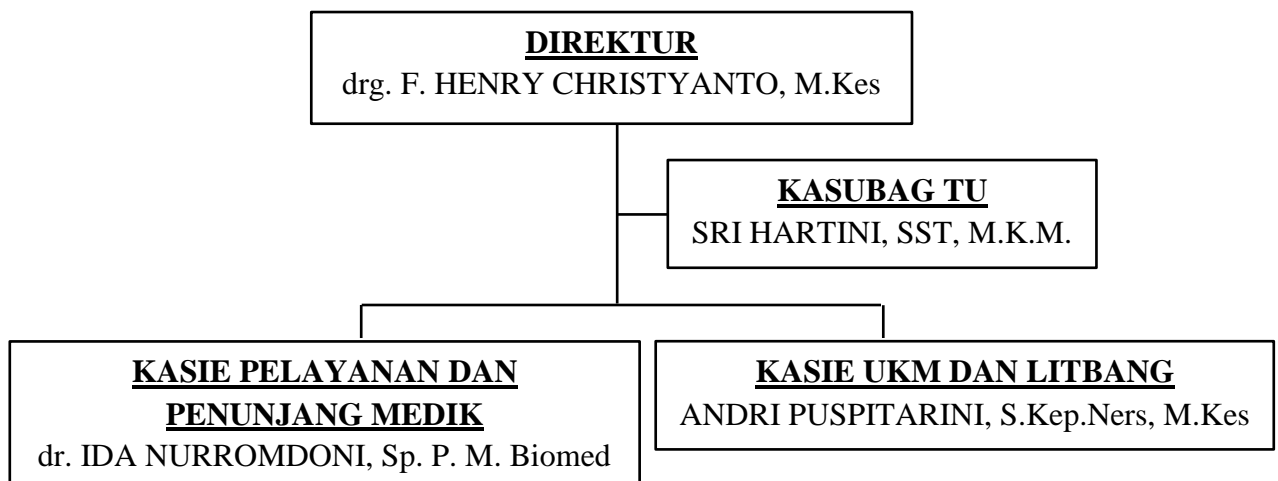 DIREKTUR
drg. F. HENRY CHRISTYANTO, M.Kes
KASUBAG TU
SRI HARTINI, SST, M.K.M.
KASIE PELAYANAN DAN
PENUNJANG MEDIK
dr. IDA NURROMDONI, Sp. P. M. Biomed
KASIE UKM DAN LITBANG
ANDRI PUSPITARINI, S.Kep.Ners, M.Kes